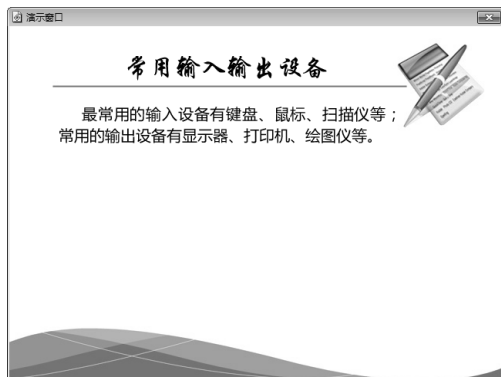 演示窗口
常用输入输出设备
最常用的输入设备有键盘、鼠标、扫描仪等；
常用的输出设备有显示器、打印机、绘图仪等。